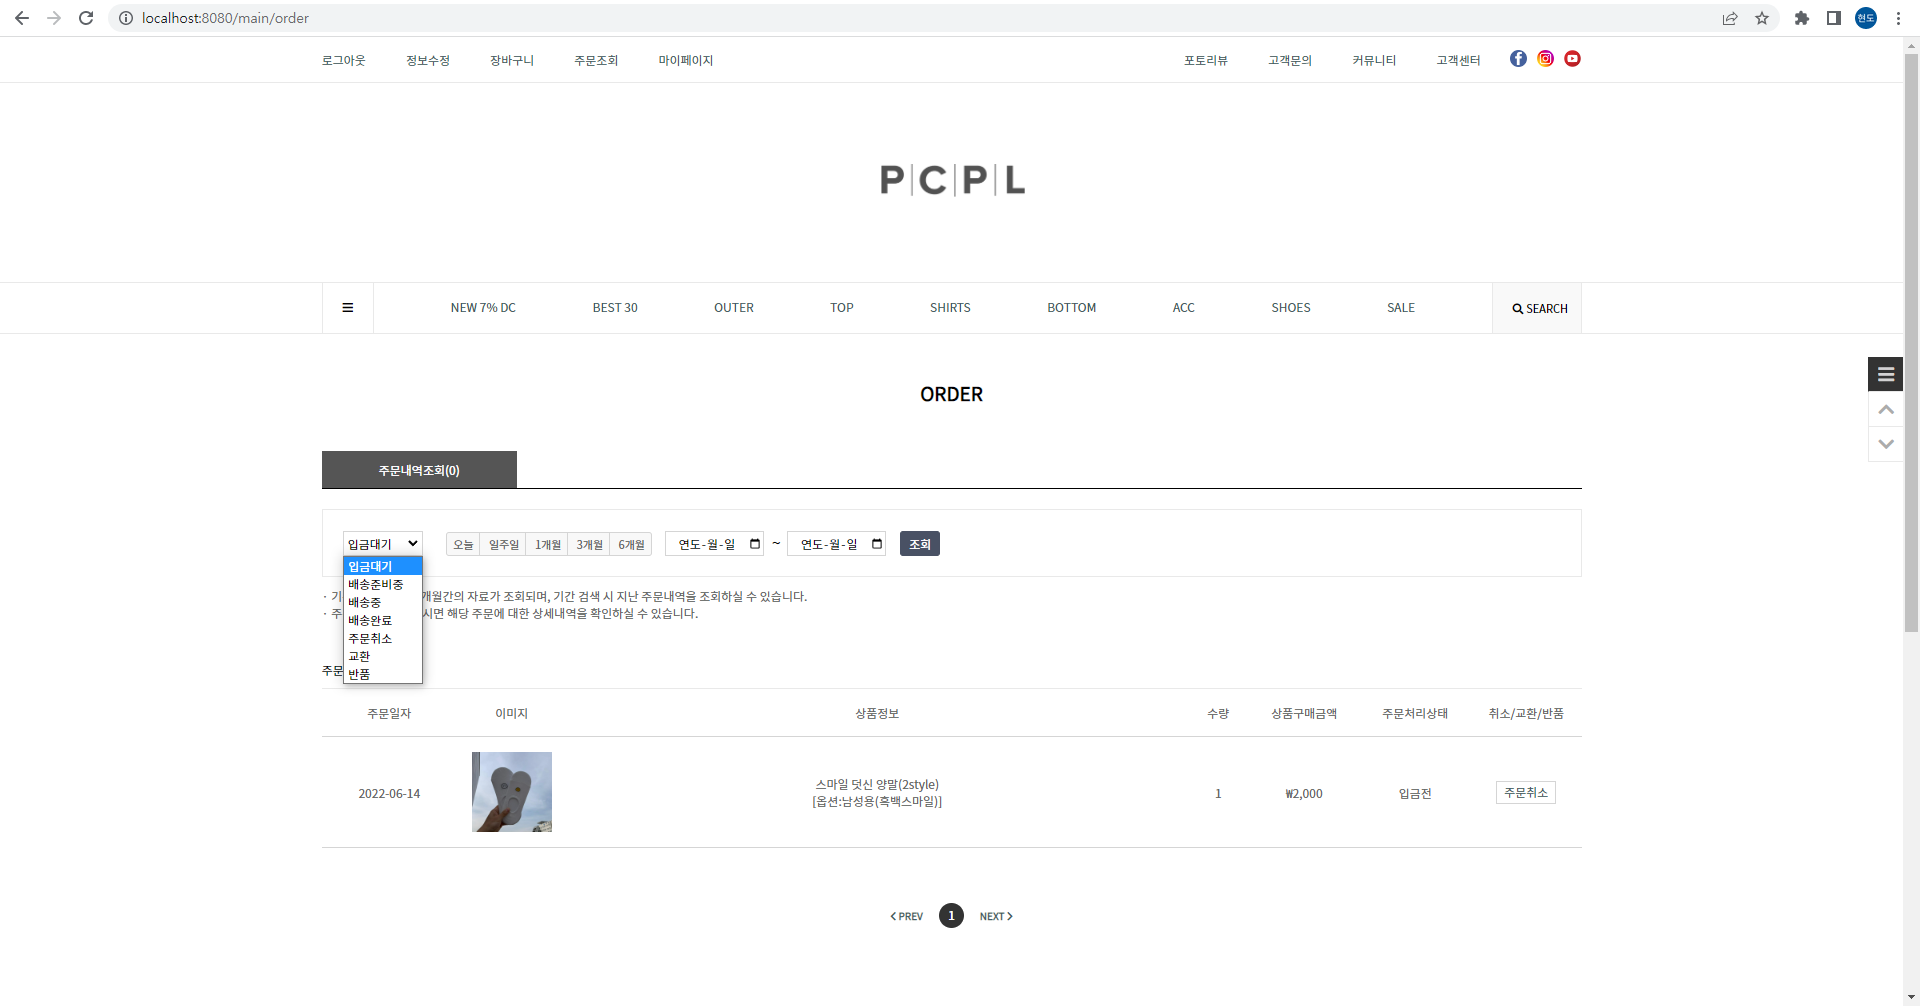 localhost:8080/main/order
현도
로그아웃 정보수정 장바구니 주문조회 마이페이지 포토리뷰 고객문의 커뮤니티 고객센터
P|C|P|L
NEW 7% DC BEST 30 OUTER TOP SHIRTS BOTTOM ACC SHOES SALE SEARCH
ORDER
주문내역조회(0)
입금대기 오늘 일주일 1개월 3개월 6개월 연도-월-일 ~ 연도-월-일 조회
입금대기
배송준비중
배송중
배송완료
주문취소
교환
반품
· 기 개월간의 자료가 조회되며, 기간 검색 시 지난 주문내역을 조회하실 수 있습니다.
· 주 시면 해당 주문에 대한 상세내역을 확인하실 수 있습니다.
주문
주문일자 이미지 상품정보 수량 상품구매금액 주문처리상태 취소/교환/반품
2022-06-14 스마일 덧신 양말(2style) 1 ₩2,000 입금전 주문취소
[옵션:남성용(흑백스마일)]
PREV 1 NEXT